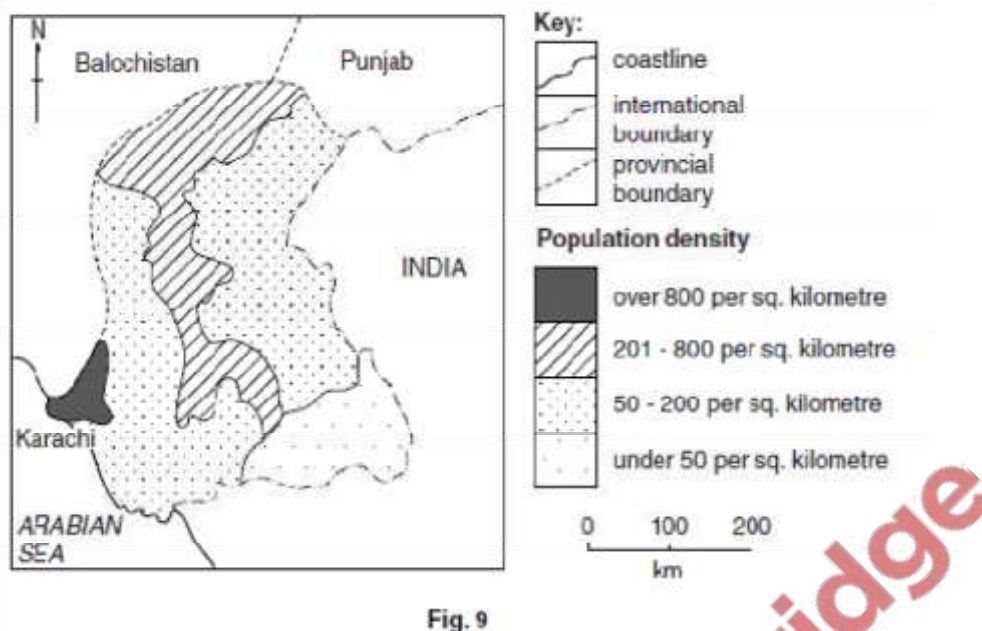 N
Balochistan
Punjab
INDIA
Karachi
ARABIAN
SEA
Key:
coastline
international
boundary
provincial
boundary
Population density
over 800 per sq. kilometre
201 - 800 per sq. kilometre
50 - 200 per sq. kilometre
under 50 per sq. kilometre
0 100 200
km
Fig. 9